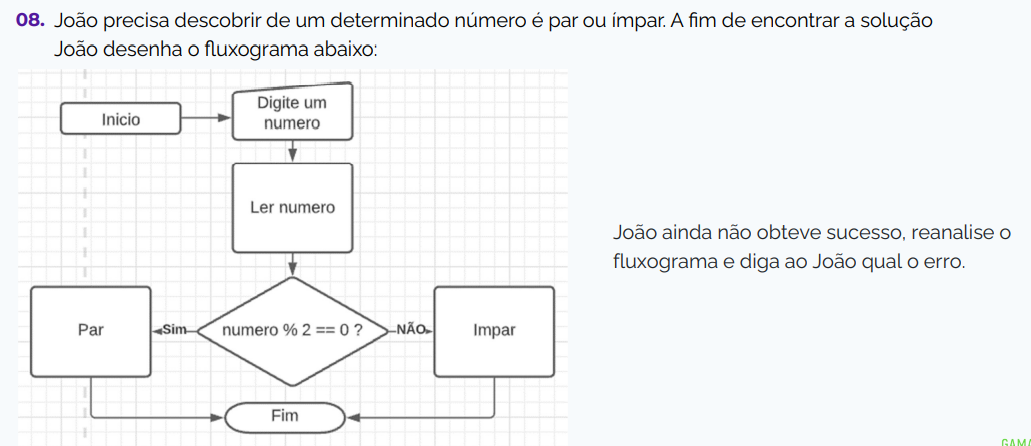 08. João precisa descobrir de um determinado número é par ou ímpar. A fim de encontrar a solução
João desenha o fluxograma abaixo:
Inicio
Digite um
numero
Ler numero
João ainda não obteve sucesso, reanalise o
fluxograma e diga ao João qual o erro.
Par
Sim
numero % 2 == 0 ?
NÃO
Impar
Fim